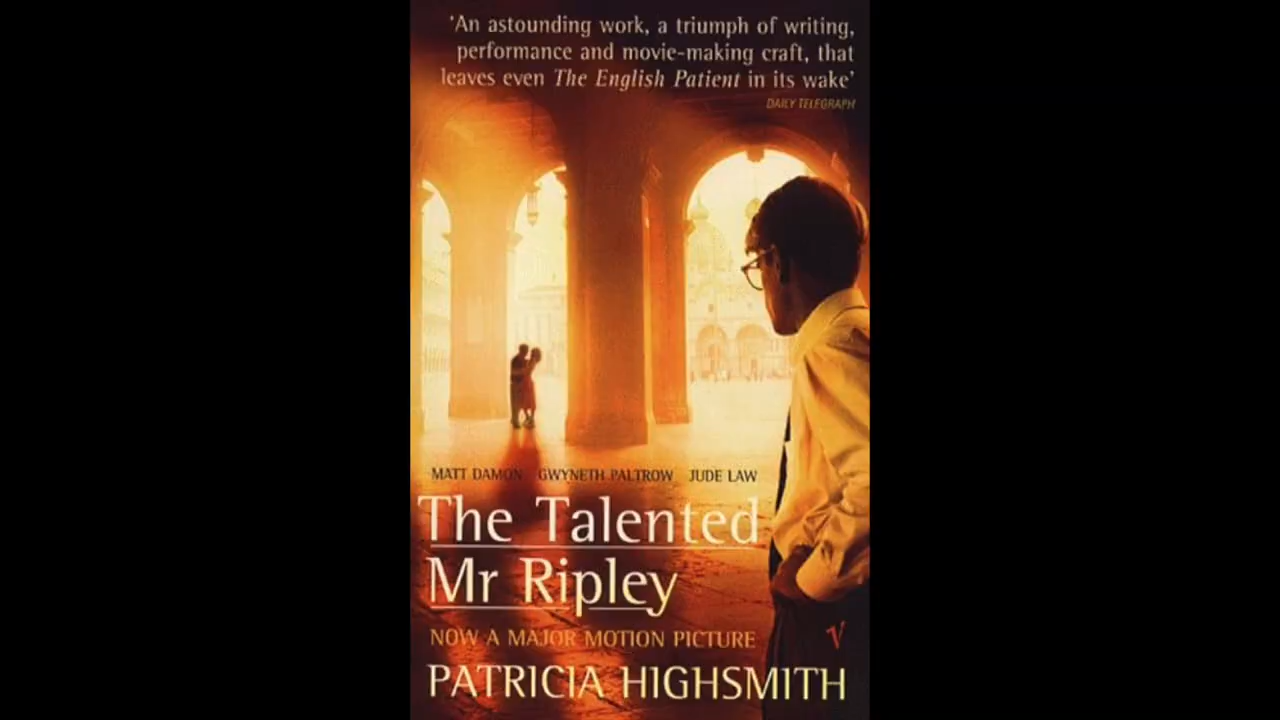 'An astounding work, a triumph of writing,
performance and movie-making craft, that
leaves even The English Patient in its wake'
DAILY TELEGRAPH
MATT DAMON GWYNETH PALTROW JUDE LAW
The Talented
Mr Ripley
NOW A MAJOR MOTION PICTURE
V
PATRICIA HIGHSMITH